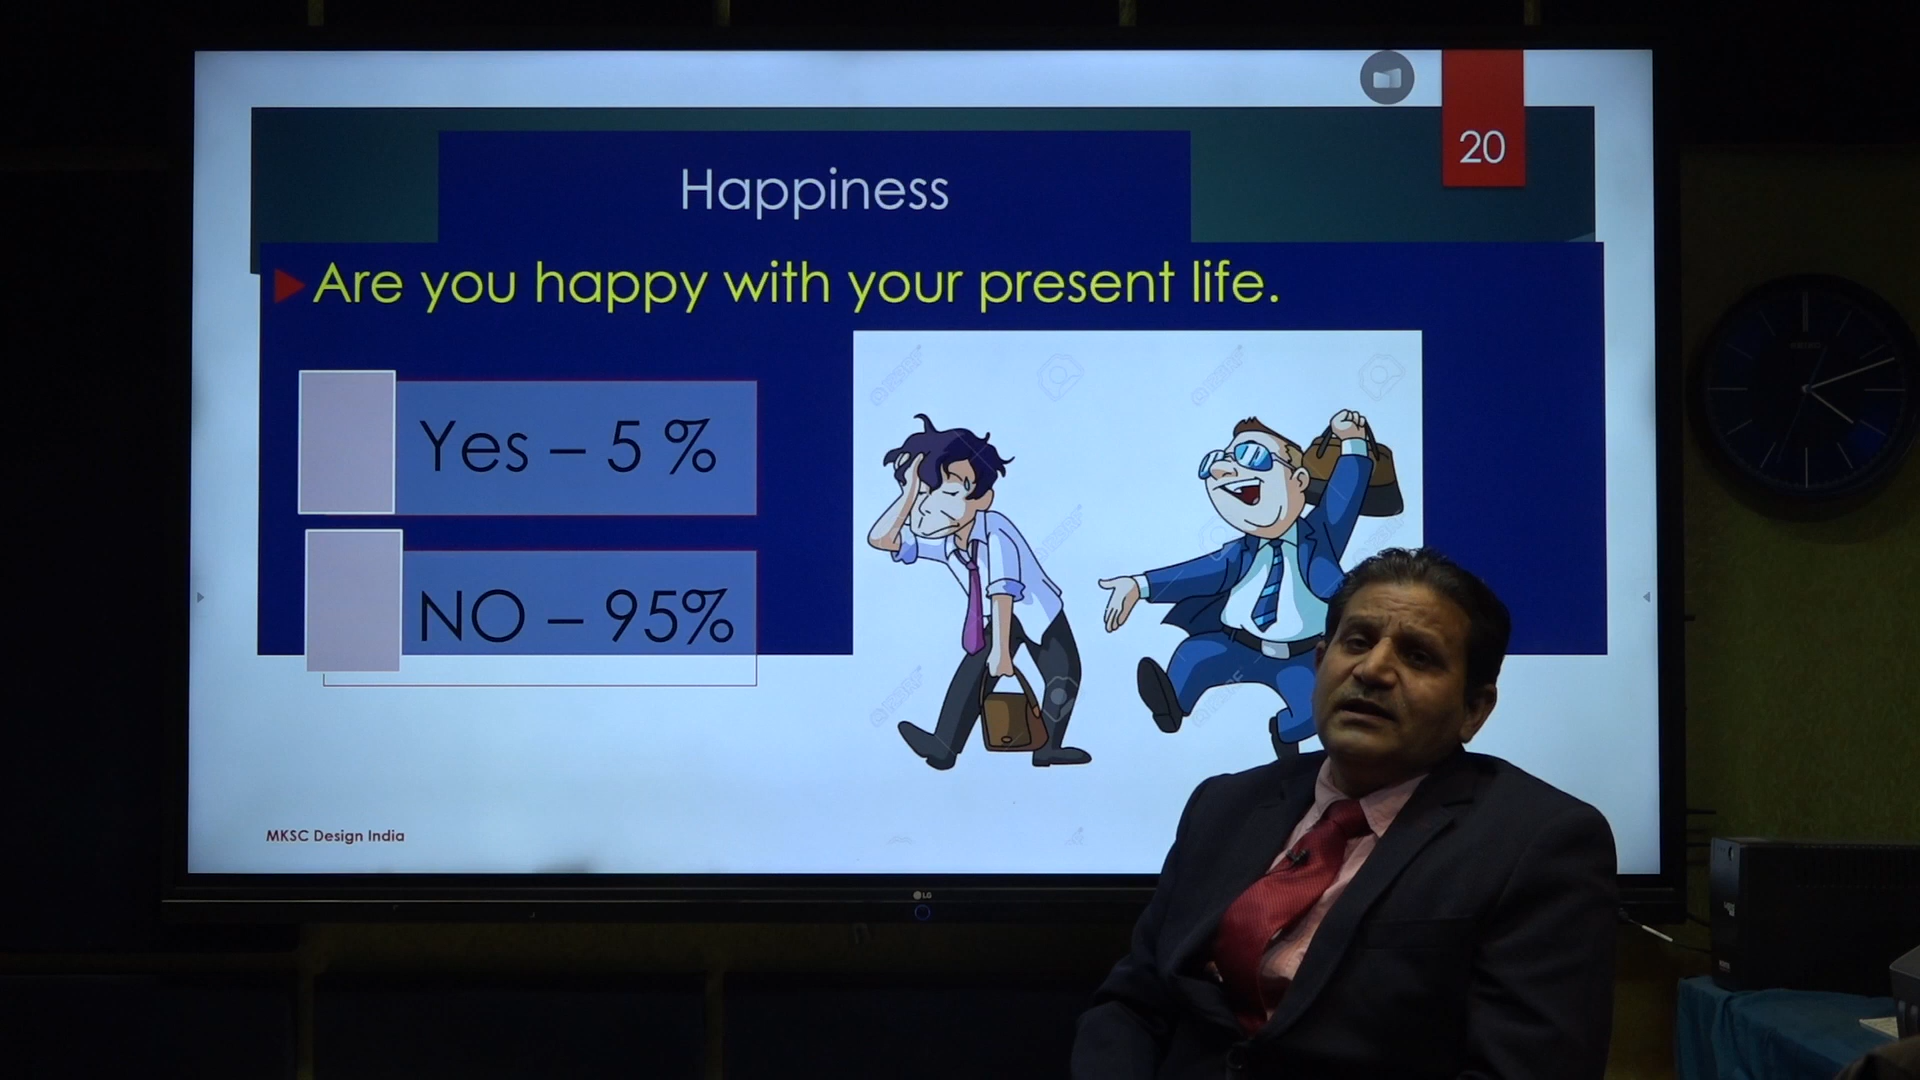 20
Happiness
Are you happy with your present life.
Yes – 5 %
NO – 95%
MKSC Design India
LG